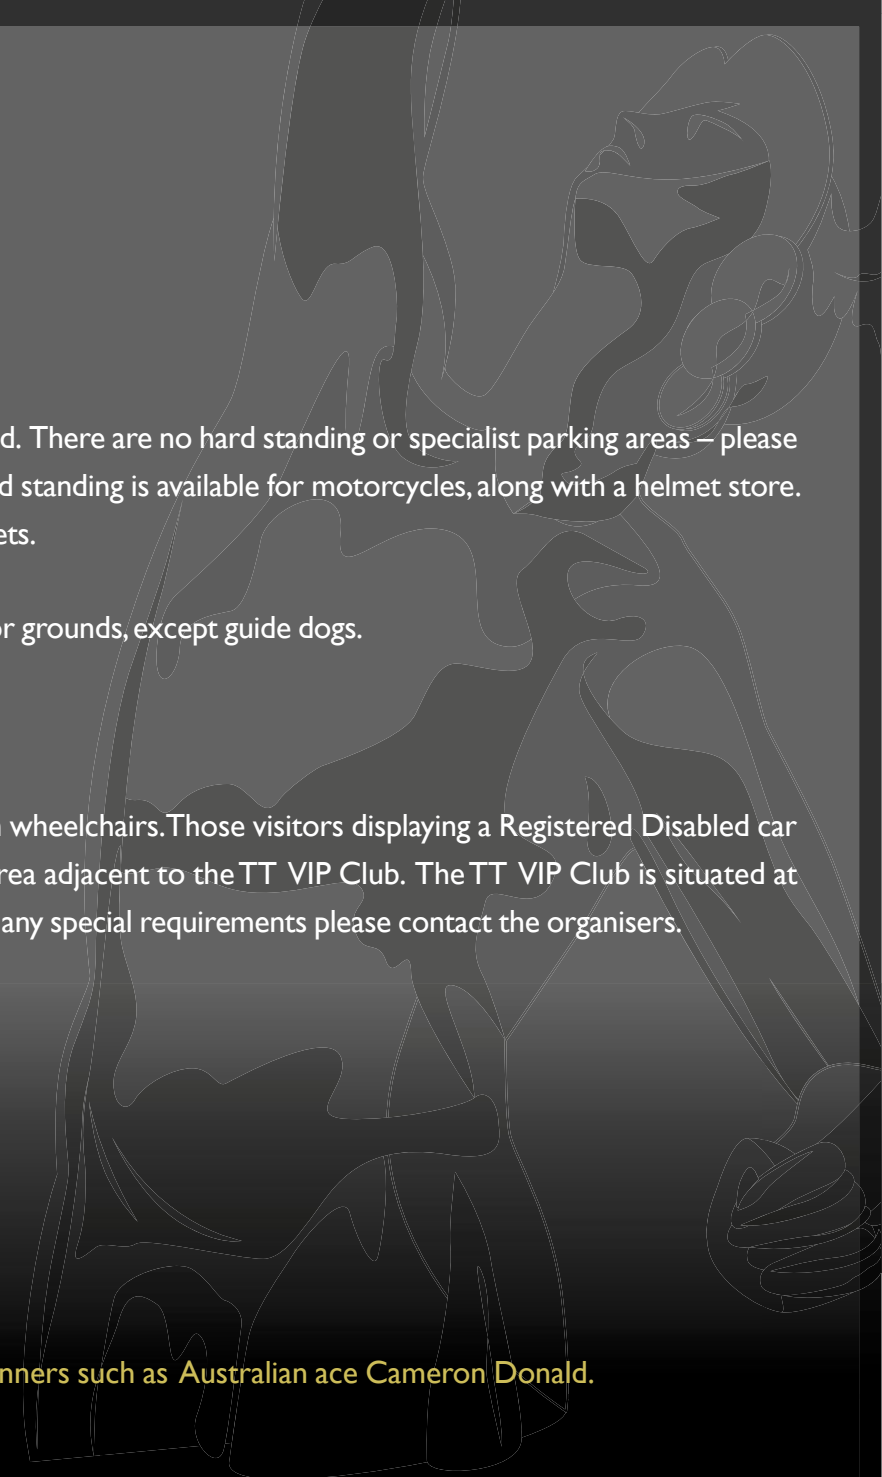 d. There are no hard standing or specialist parking areas – please
d standing is available for motorcycles, along with a helmet store.
ets.
or grounds, except guide dogs.
wheelchairs. Those visitors displaying a Registered Disabled car
rea adjacent to the TT VIP Club. The TT VIP Club is situated at
any special requirements please contact the organisers.
nners such as Australian ace Cameron Donald.